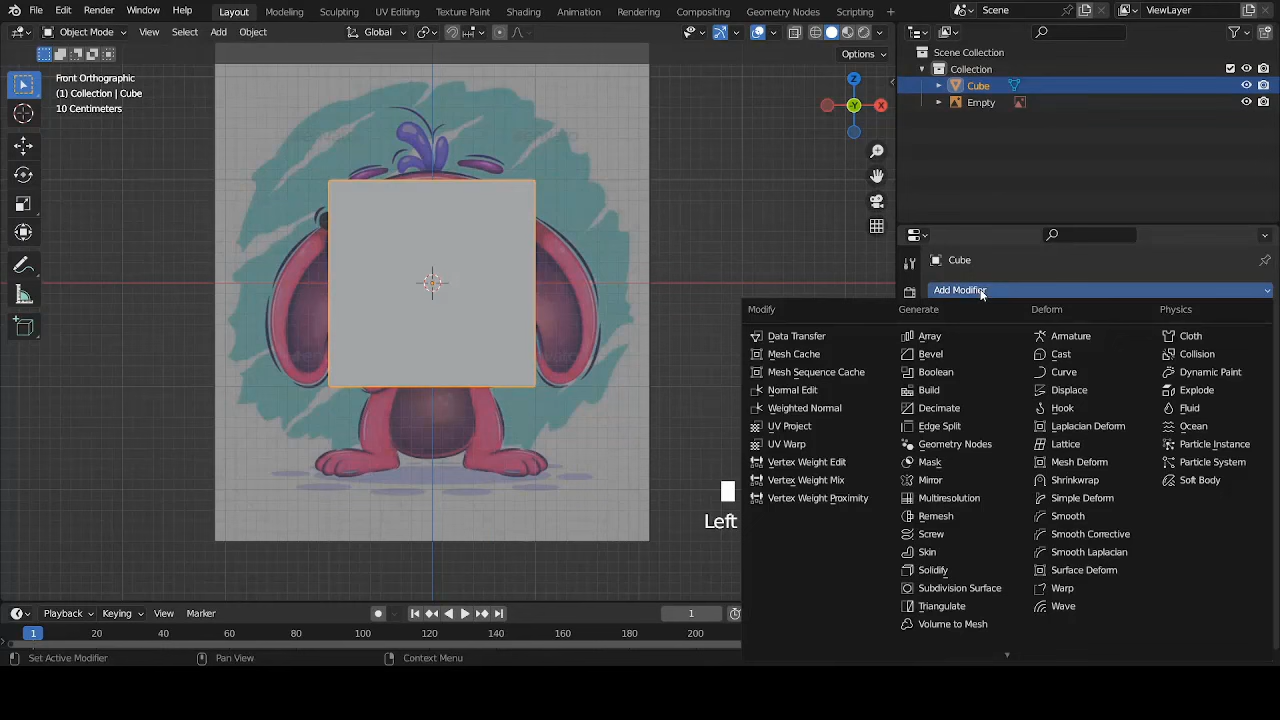 File Edit Render Window Help Layout Modeling Sculpting UV Editing Texture Paint Shading Animation Rendering Compositing Geometry Nodes Scripting + Scene ViewLayer
Object Mode View Select Add Object Global Options
Front Orthographic
(1) Collection | Cube
10 Centimeters
Z
Y
X
Scene Collection
Collection
Cube
Empty
Cube
Add Modifier
Modify Generate Deform Physics
Data Transfer Array Armature Cloth
Mesh Cache Bevel Cast Collision
Mesh Sequence Cache Boolean Curve Dynamic Paint
Normal Edit Build Displace Explode
Weighted Normal Decimate Hook Fluid
UV Project Edge Split Laplacian Deform Ocean
UV Warp Geometry Nodes Lattice Particle Instance
Vertex Weight Edit Mask Mesh Deform Particle System
Vertex Weight Mix Mirror Shrinkwrap Soft Body
Vertex Weight Proximity Multiresolution Simple Deform
Remesh Smooth
Screw Smooth Corrective
Skin Smooth Laplacian
Solidify Surface Deform
Subdivision Surface Warp
Triangulate Wave
Volume to Mesh
Left
Playback Keying View Marker 1
1 20 40 60 80 100 120 140 160 180 200
Set Active Modifier Pan View Context Menu